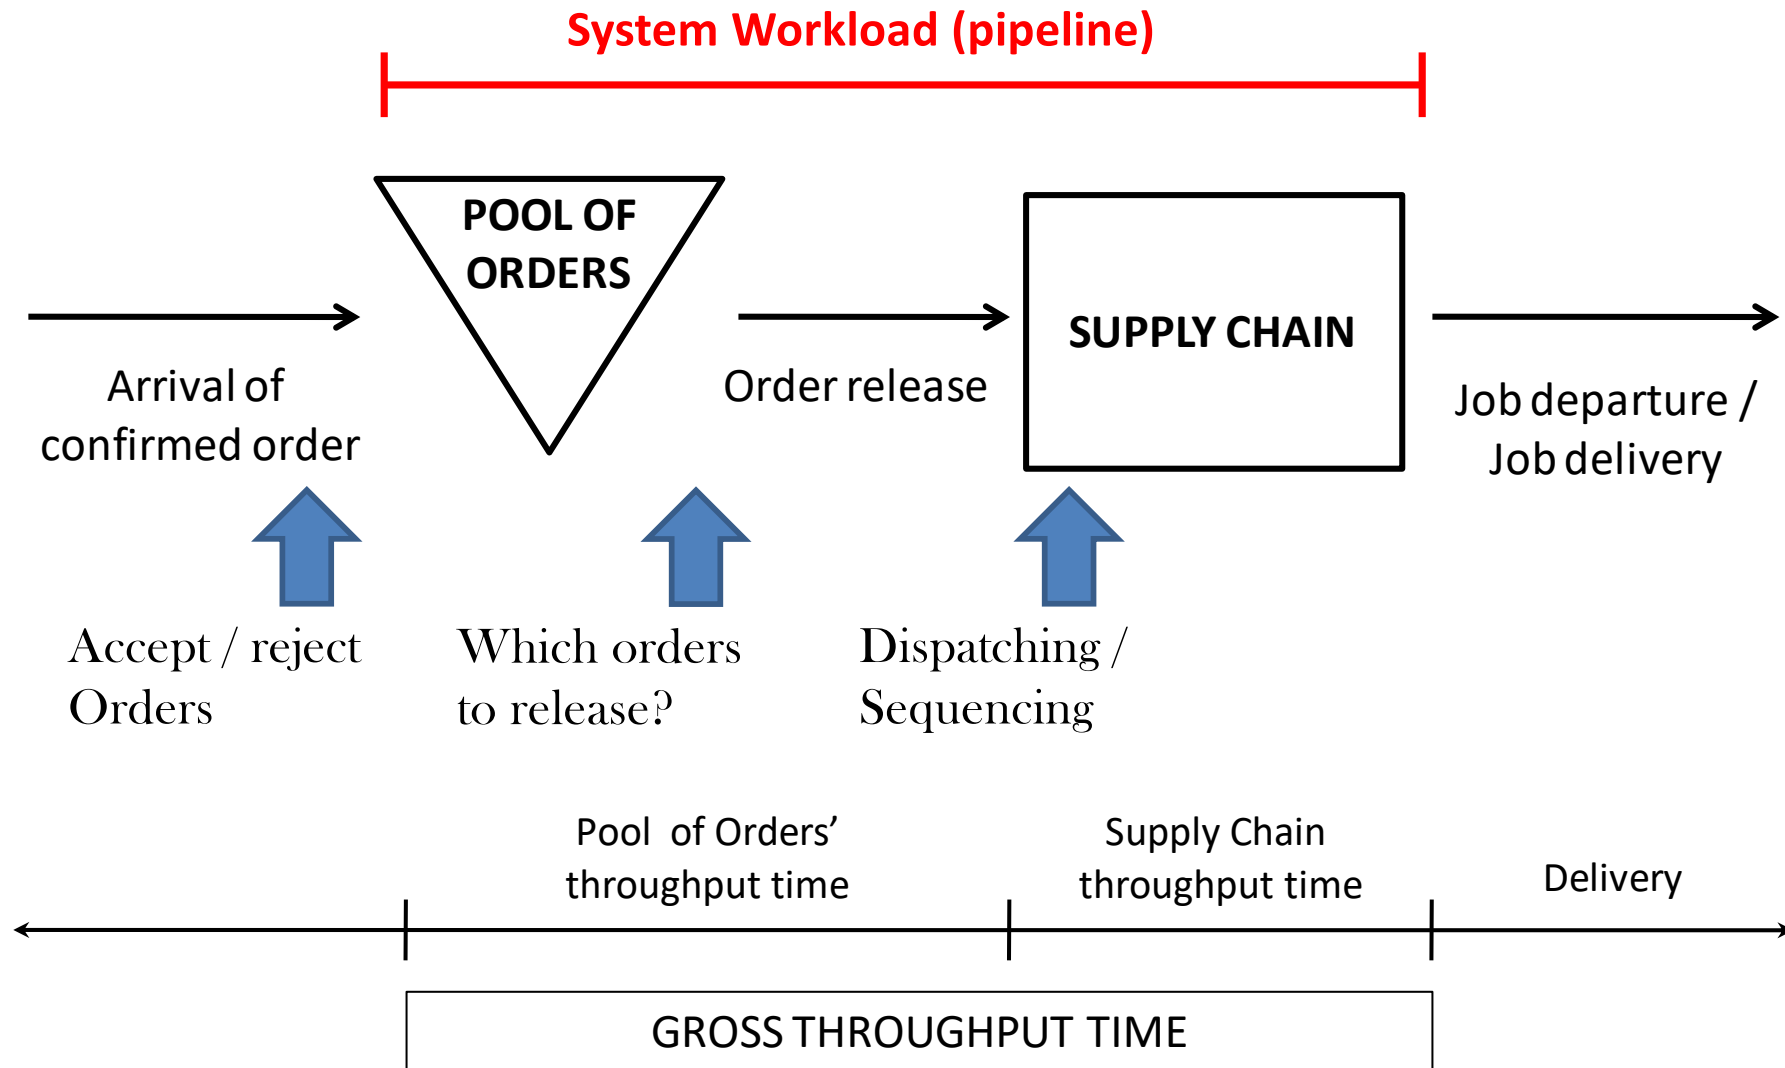 System Workload (pipeline)
POOL OF
ORDERS
SUPPLY CHAIN
Arrival of
confirmed order
Order release
Job departure /
Job delivery
Accept / reject
Orders
Which orders
to release?
Dispatching /
Sequencing
Pool of Orders’
throughput time
Supply Chain
throughput time
Delivery
GROSS THROUGHPUT TIME